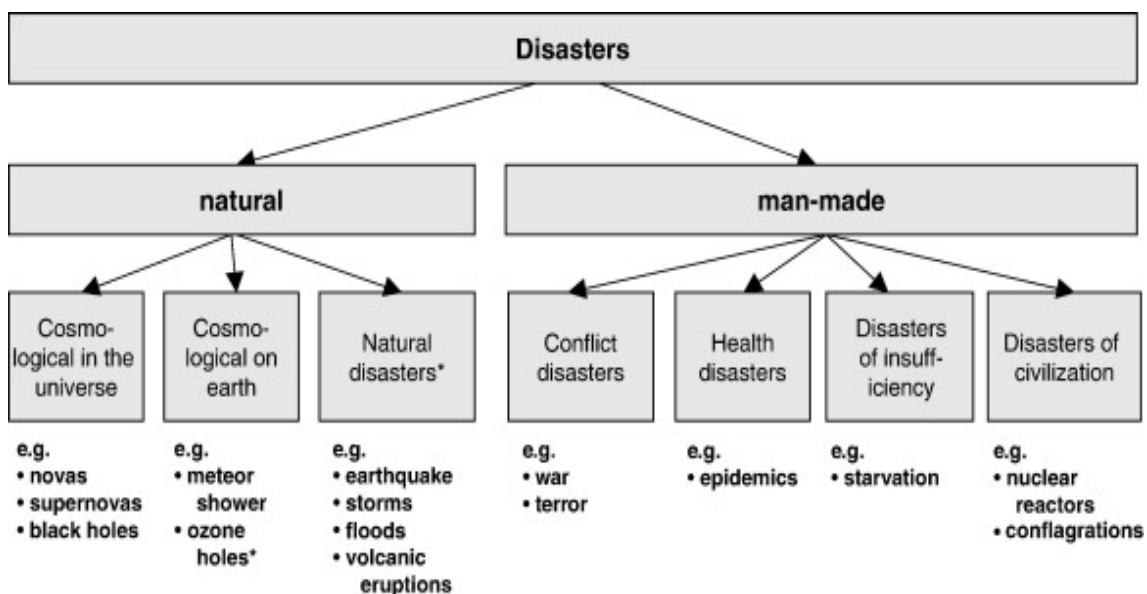 Disasters
natural
man-made
Cosmo-
logical in the
universe
Cosmo-
logical on
earth
Natural
disasters*
Conflict
disasters
Health
disasters
Disasters
of insuff-
iciency
Disasters of
civilization
e.g.
• novas
• supernovas
• black holes
e.g.
• meteor
shower
• ozone
holes*
e.g.
• earthquake
• storms
• floods
• volcanic
eruptions
e.g.
• war
• terror
e.g.
• epidemics
e.g.
• starvation
e.g.
• nuclear
reactors
• conflagrations